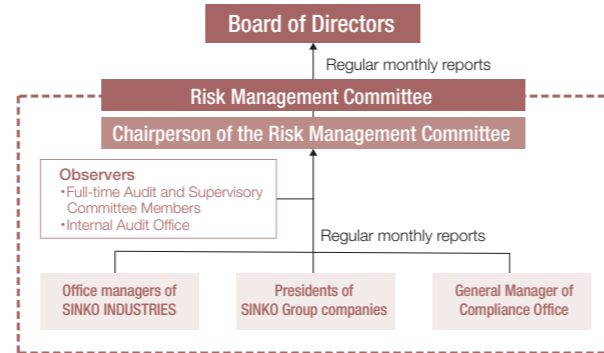 Board of Directors
Regular monthly reports
Risk Management Committee
Chairperson of the Risk Management Committee
Observers
・Full-time Audit and Supervisory
Committee Members
・Internal Audit Office
Regular monthly reports
Office managers of
SINKO INDUSTRIES
Presidents of
SINKO Group companies
General Manager of
Compliance Office